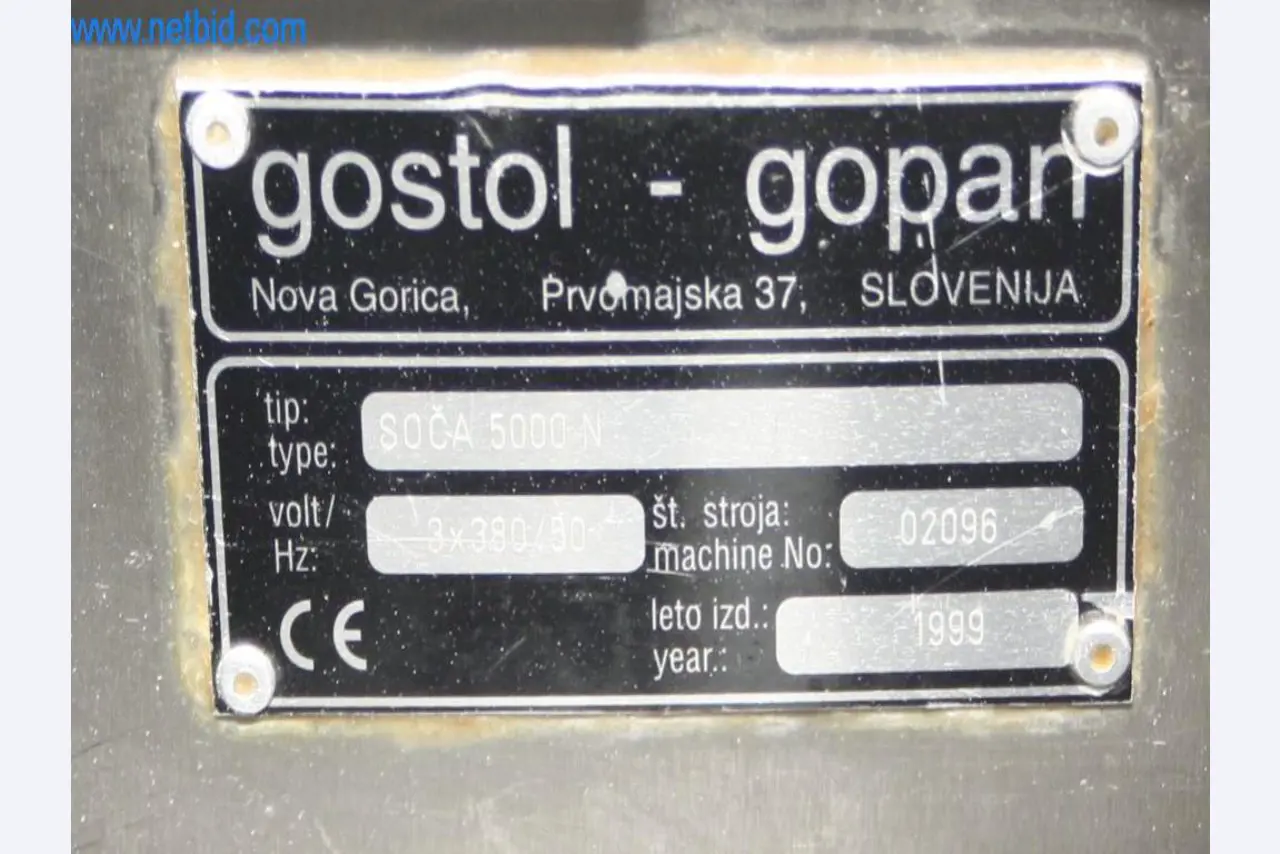 www.netbid.com
gostol - gopan
Nova Gorica, Prvomajska 37, SLOVENIJA
tip:
type: SOČA 5000 N
volt/
Hz: 3x380/50
št. stroja:
machine No: 02096
CE
leto izd.:
year.: 1999